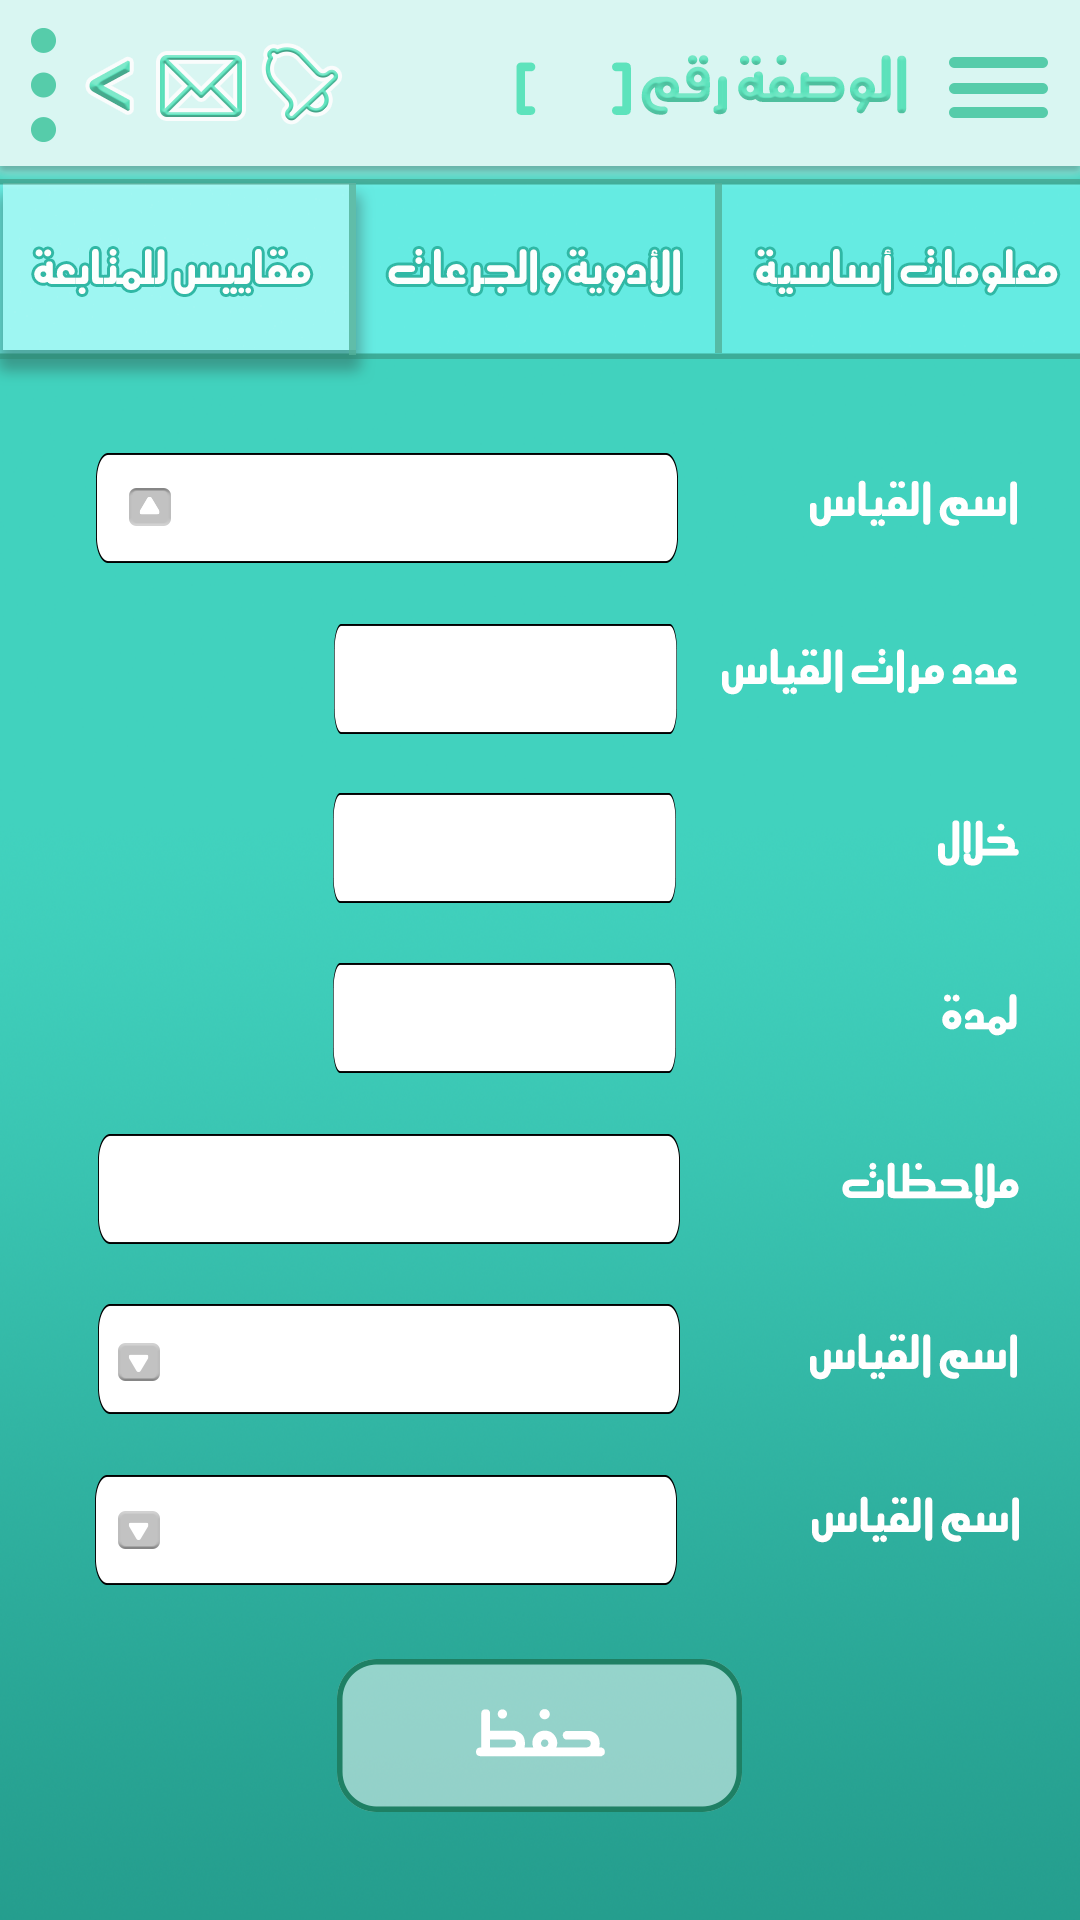 الوصفة رقم [ ]
معلومات أساسية
الأدوية والجرعات
مقاييس للمتابعة
اسم القياس
عدد مرات القياس
خلال
لمدة
ملاحظات
اسم القياس
اسم القياس
حفظ